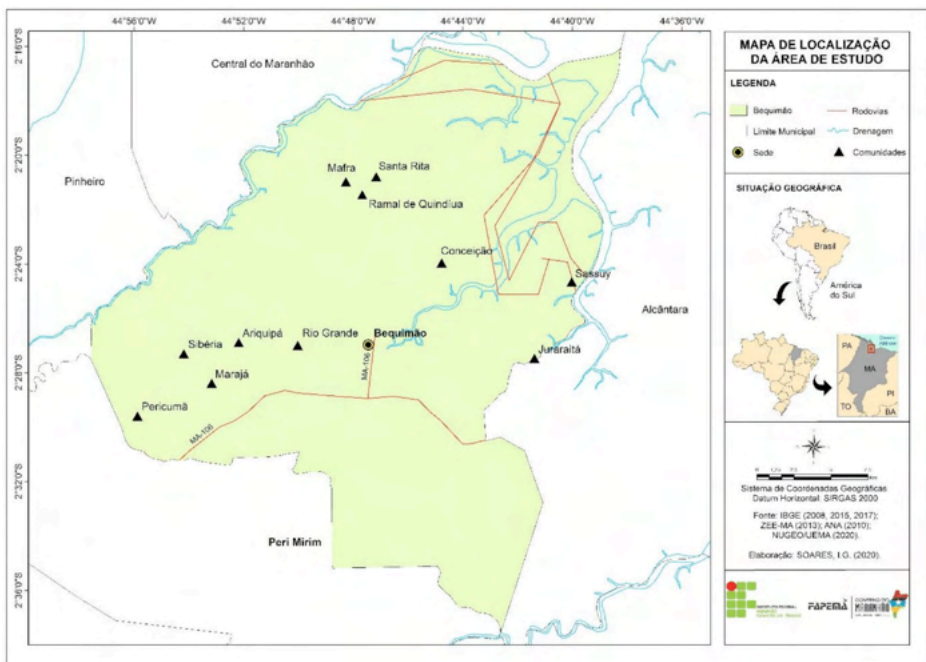 44°56'0"O 44°52'0"O 44°48'0"O 44°44'0"O 44°40'0"O 44°36'0"O
2°16'0"S
2°20'0"S
2°24'0"S
2°28'0"S
2°32'0"S
2°36'0"S
Central do Maranhão
Pinheiro
Mafra
Santa Rita
Ramal de Quindíua
Conceição
Sassuy
Alcântara
Sibéria
Ariquipá
Rio Grande
Bequimão
Juraraitá
Marajá
MA-106
Pericumã
MA-106
Peri Mirim
MAPA DE LOCALIZAÇÃO
DA ÁREA DE ESTUDO
LEGENDA
Bequimão
Rodovias
Limite Municipal
Drenagem
Sede
Comunidades
SITUAÇÃO GEOGRÁFICA
Brasil
América
do Sul
PA
MA
PI
TO
BA
Sistema de Coordenadas Geográficas
Datum Horizontal: SIRGAS 2000
Fonte: IBGE (2008, 2015, 2017);
ZEE-MA (2013); ANA (2010);
NUGEO/UEMA (2020).
Elaboração: SOARES, I.G. (2020).
INSTITUTO FEDERAL
FAPEMA
GOVERNO DO
MARANHÃO